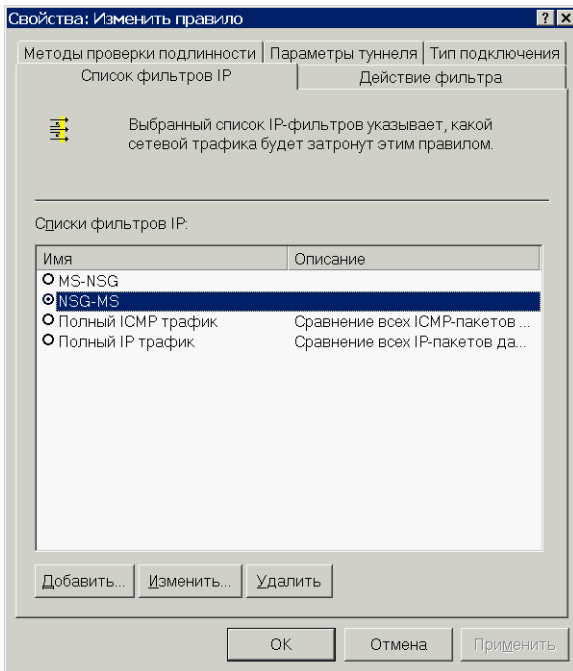 Свойства: Изменить правило
Методы проверки подлинности Параметры туннеля Тип подключения
Список фильтров IP Действие фильтра
Выбранный список IP-фильтров указывает, какой
сетевой трафика будет затронут этим правилом.
Списки фильтров IP:
Имя Описание
MS-NSG
NSG-MS
Полный ICMP трафик Сравнение всех ICMP-пакетов ...
Полный IP трафик Сравнение всех IP-пакетов да...
Добавить... Изменить... Удалить
OK Отмена Применить